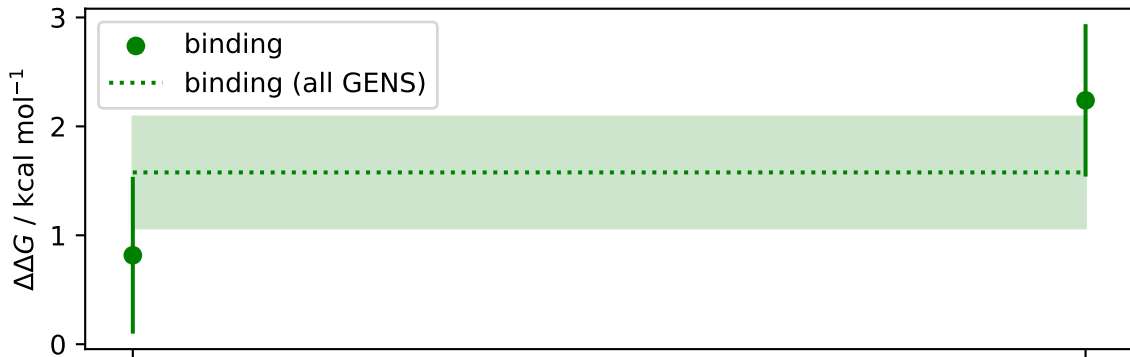 3
binding
binding (all GENS)
2
1
0
ΔΔG / kcal mol⁻¹